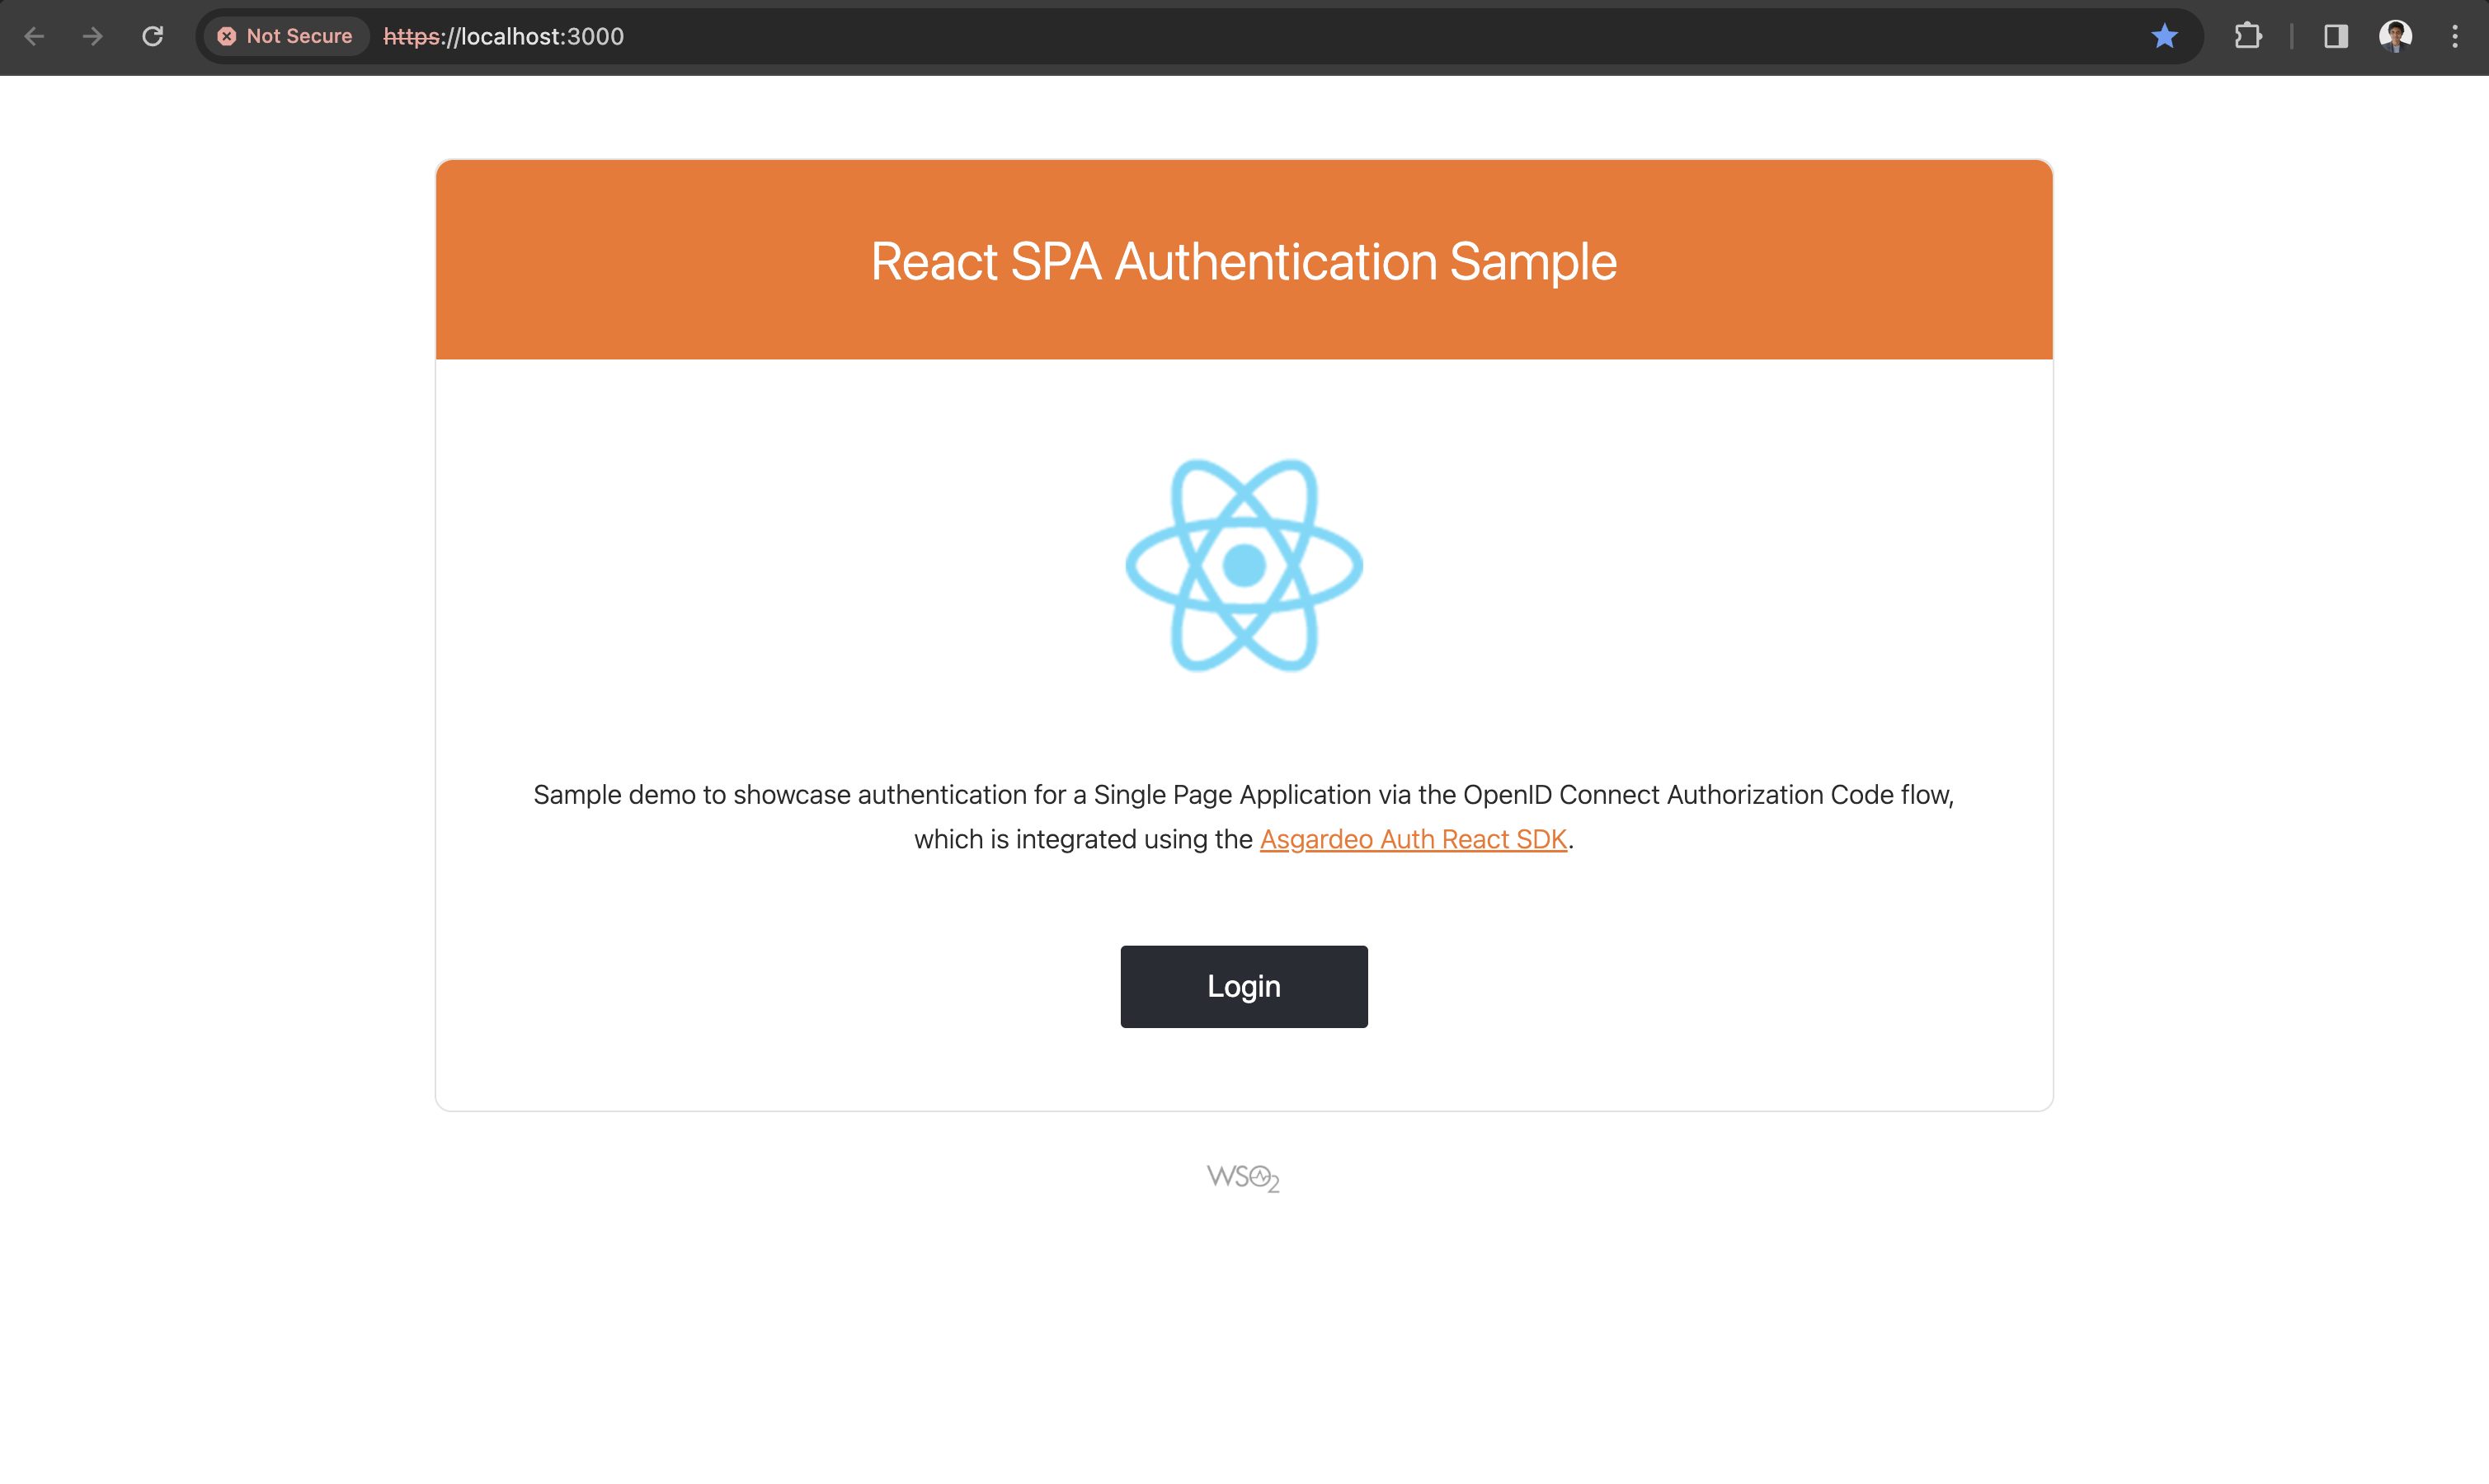 Not Secure https://localhost:3000
React SPA Authentication Sample
Sample demo to showcase authentication for a Single Page Application via the OpenID Connect Authorization Code flow,
which is integrated using the Asgardeo Auth React SDK.
Login
WSO2